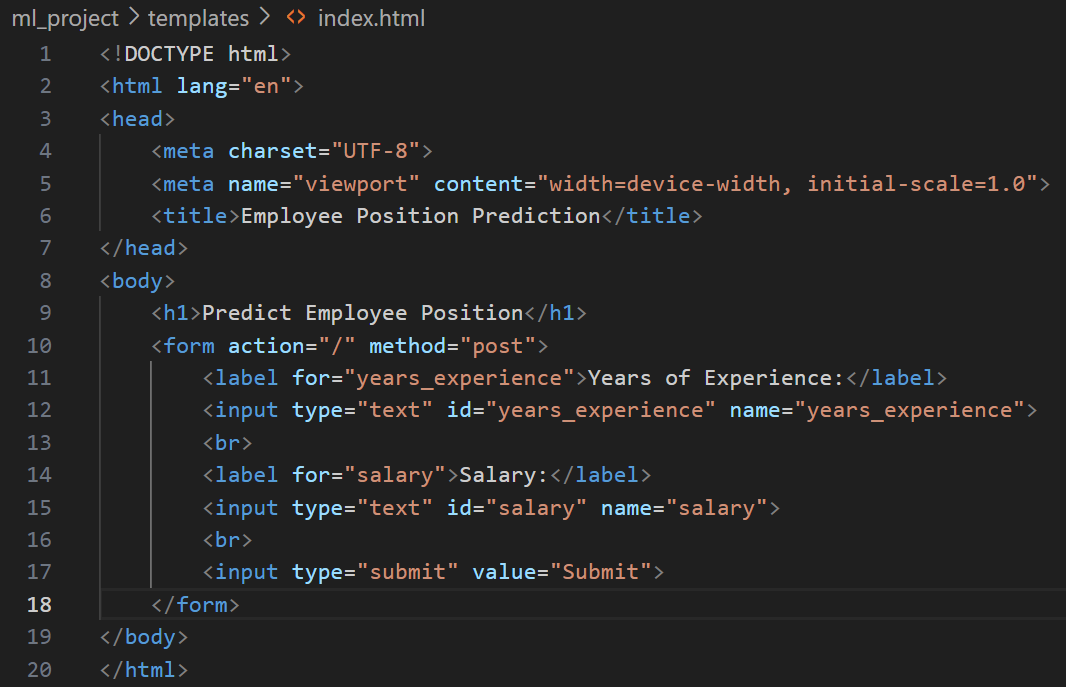 ml_project > templates > <> index.html
1 <!DOCTYPE html>
2 <html lang="en">
3 <head>
4     <meta charset="UTF-8">
5     <meta name="viewport" content="width=device-width, initial-scale=1.0">
6     <title>Employee Position Prediction</title>
7 </head>
8 <body>
9     <h1>Predict Employee Position</h1>
10     <form action="/" method="post">
11         <label for="years_experience">Years of Experience:</label>
12         <input type="text" id="years_experience" name="years_experience">
13         <br>
14         <label for="salary">Salary:</label>
15         <input type="text" id="salary" name="salary">
16         <br>
17         <input type="submit" value="Submit">
18     </form>
19 </body>
20 </html>